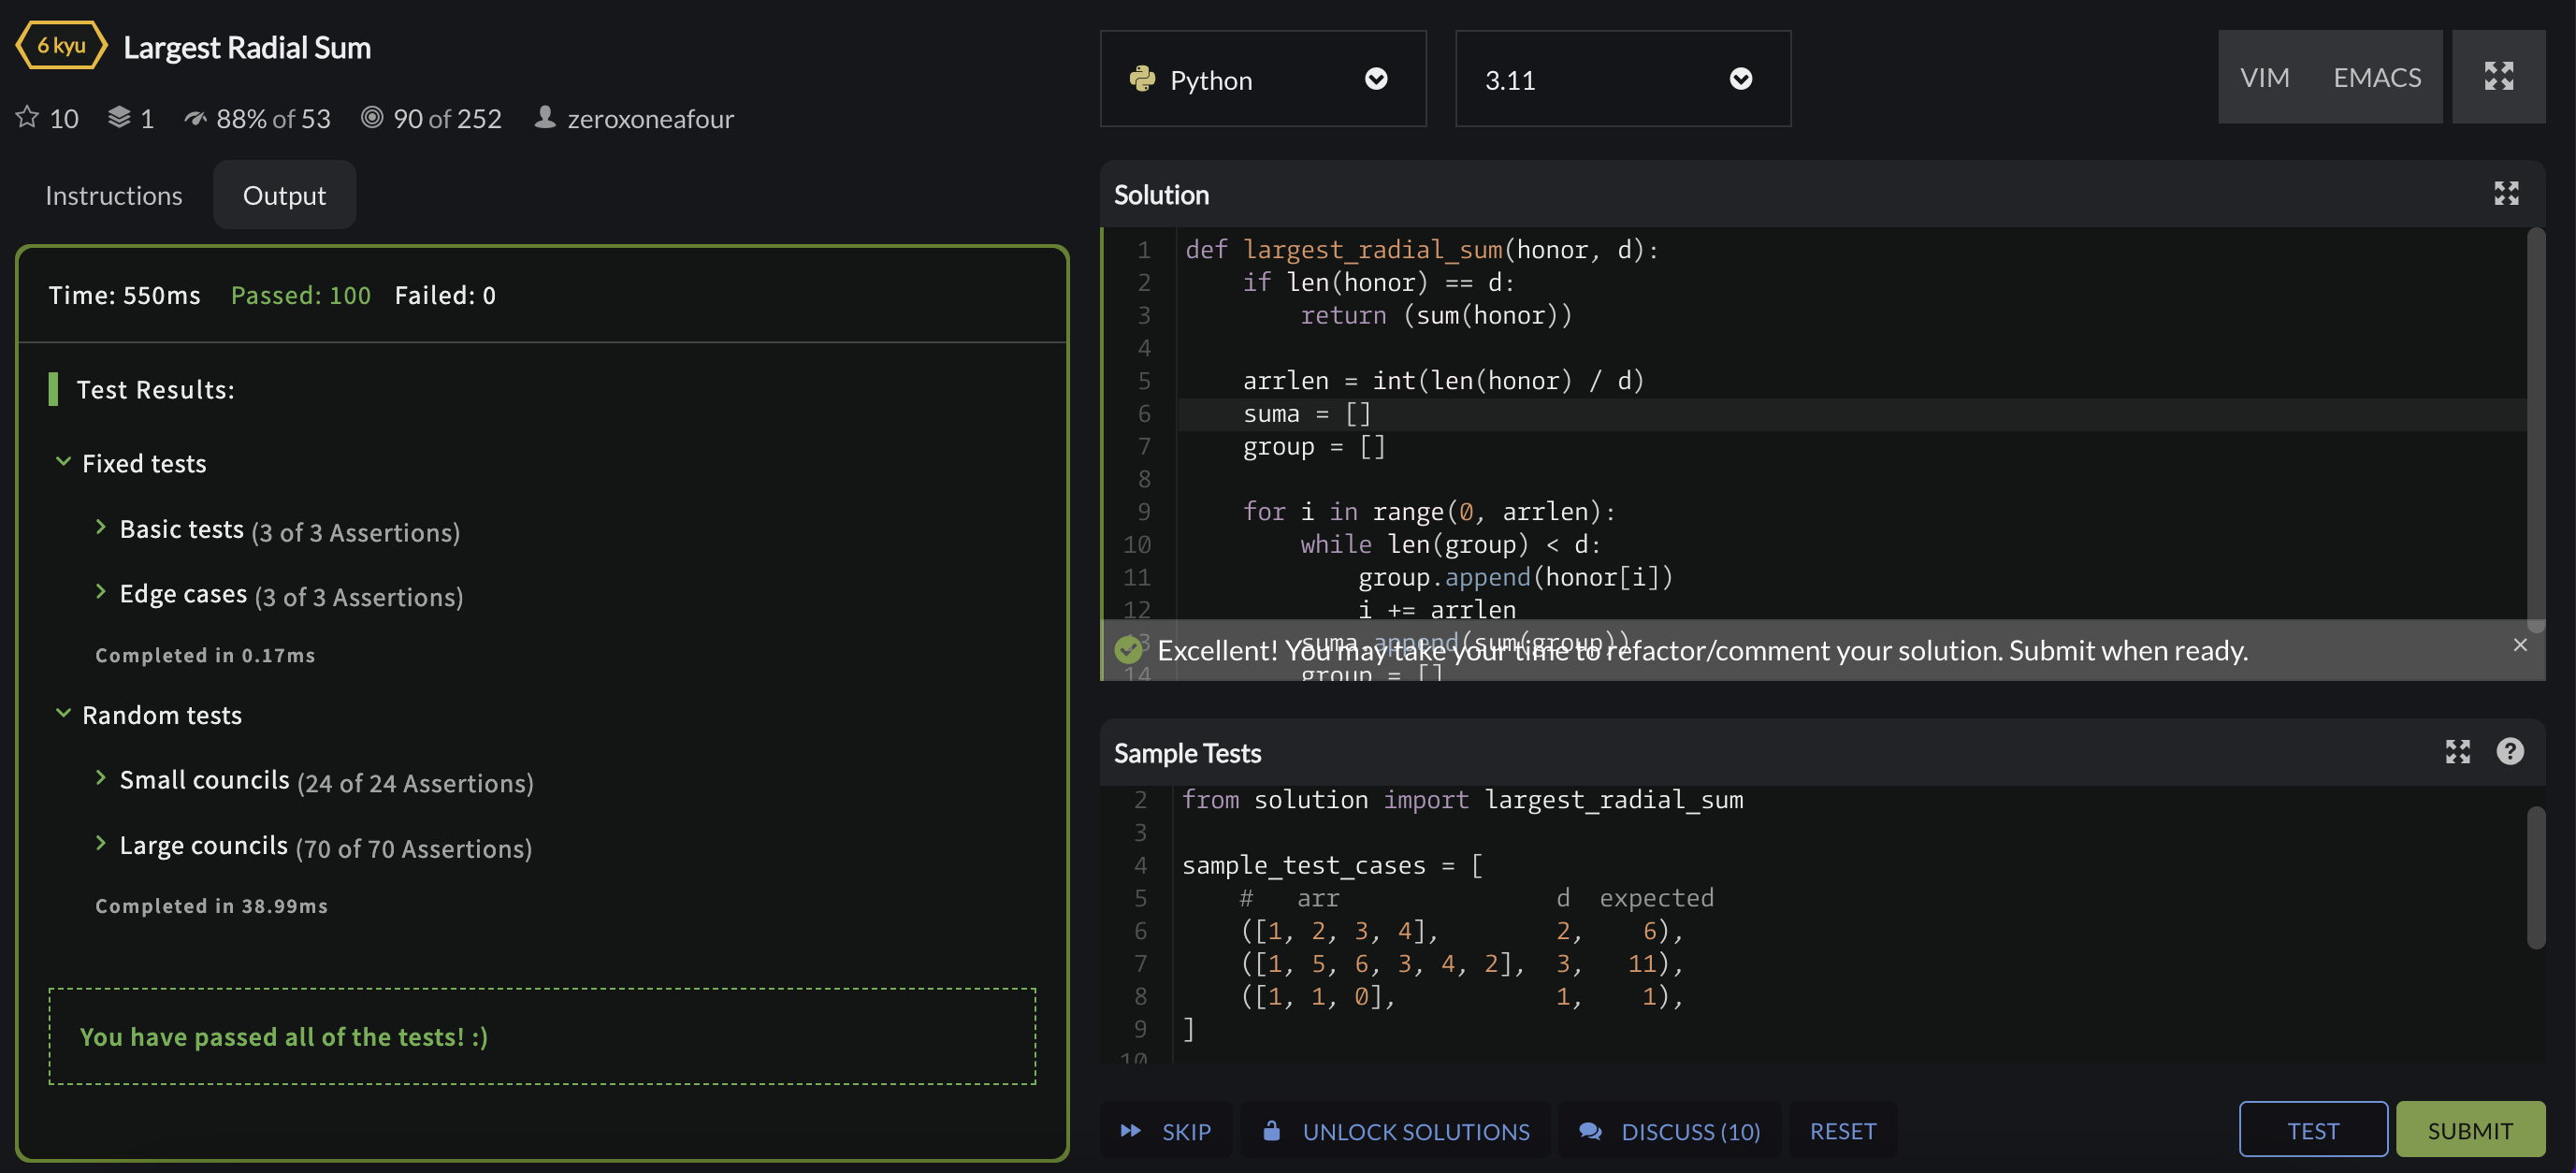 6 kyu Largest Radial Sum
10 1 88% of 53 90 of 252 zeroxoneafour
Instructions Output
Time: 550ms Passed: 100 Failed: 0
Test Results:
Fixed tests
Basic tests (3 of 3 Assertions)
Edge cases (3 of 3 Assertions)
Completed in 0.17ms
Random tests
Small councils (24 of 24 Assertions)
Large councils (70 of 70 Assertions)
Completed in 38.99ms
You have passed all of the tests! :)
Python 3.11 VIM EMACS
Solution
1 def largest_radial_sum(honor, d):
2 if len(honor) == d:
3 return (sum(honor))
4
5 arrlen = int(len(honor) / d)
6 suma = []
7 group = []
8
9 for i in range(0, arrlen):
10 while len(group) < d:
11 group.append(honor[i])
12 i += arrlen
13 suma.append(sum(group))
Excellent! You may take your time to refactor/comment your solution. Submit when ready.
14 group = []
Sample Tests
2 from solution import largest_radial_sum
3
4 sample_test_cases = [
5 # arr d expected
6 ([1, 2, 3, 4], 2, 6),
7 ([1, 5, 6, 3, 4, 2], 3, 11),
8 ([1, 1, 0], 1, 1),
9 ]
10
SKIP UNLOCK SOLUTIONS DISCUSS (10) RESET TEST SUBMIT